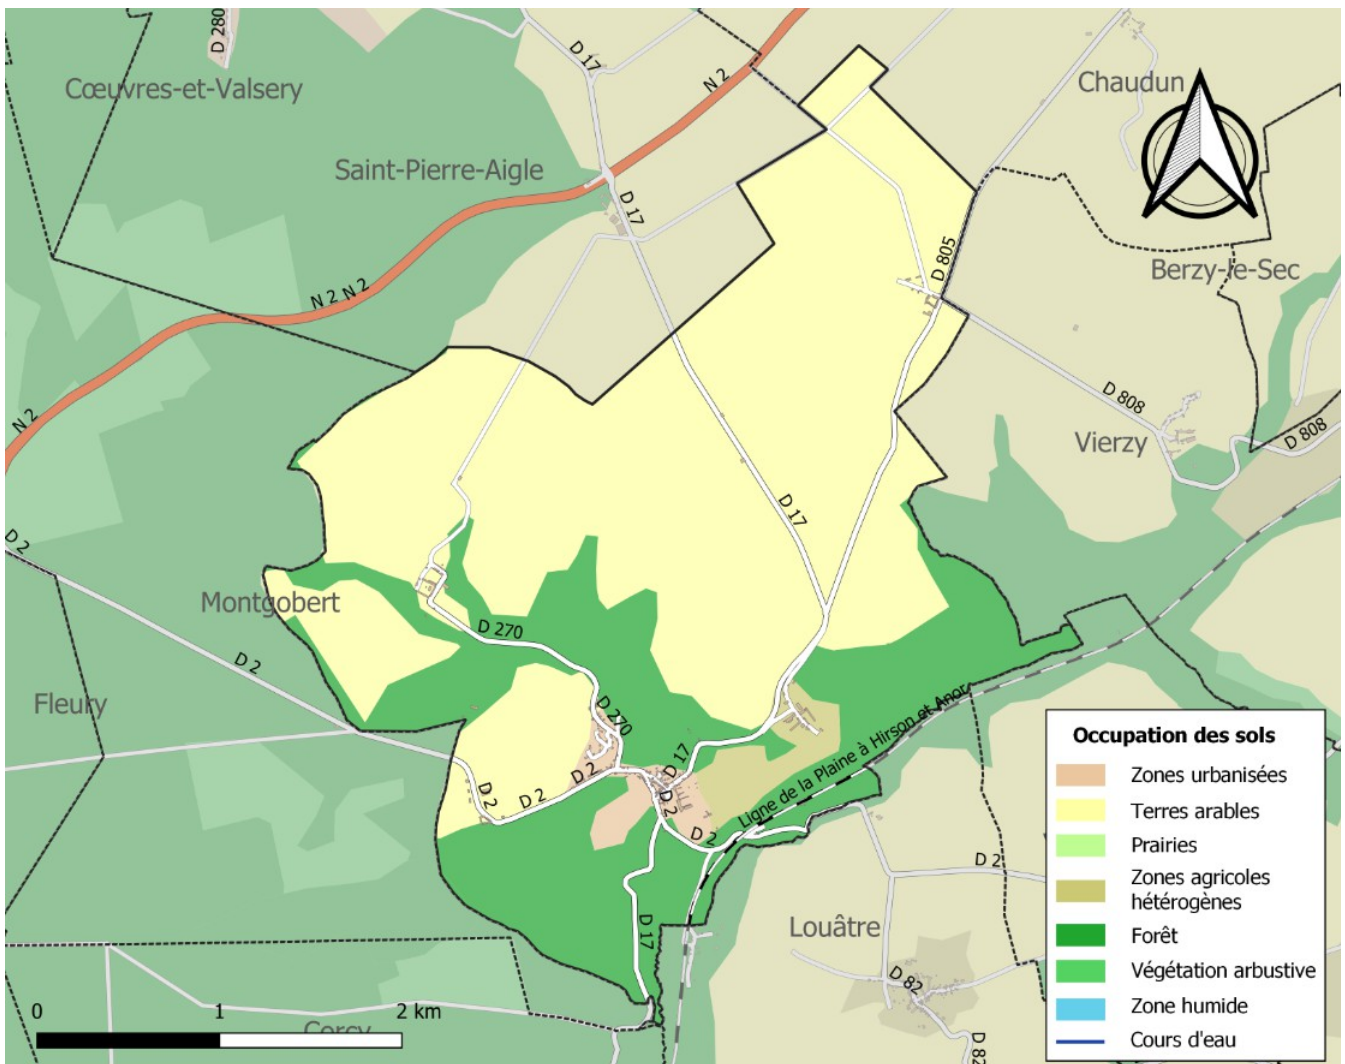 D 280
D 17
N 2
Chaudun
Cœuvres-et-Valsery
Saint-Pierre-Aigle
D 17
D 805
Berzy-le-Sec
N 2
N 2
D 808
N 2
Vierzy
D 808
D 17
D 2
Montgobert
D 270
D 2
Fleury
D 270
Ligne de la Plaine à Hirson et Anor
D 17
D 2
D 2
D 2
D 2
D 2
D 2
Louâtre
D 17
D 82
Corcy
D 82
0 1 2 km
Occupation des sols
Zones urbanisées
Terres arables
Prairies
Zones agricoles
hétérogènes
Forêt
Végétation arbustive
Zone humide
Cours d'eau